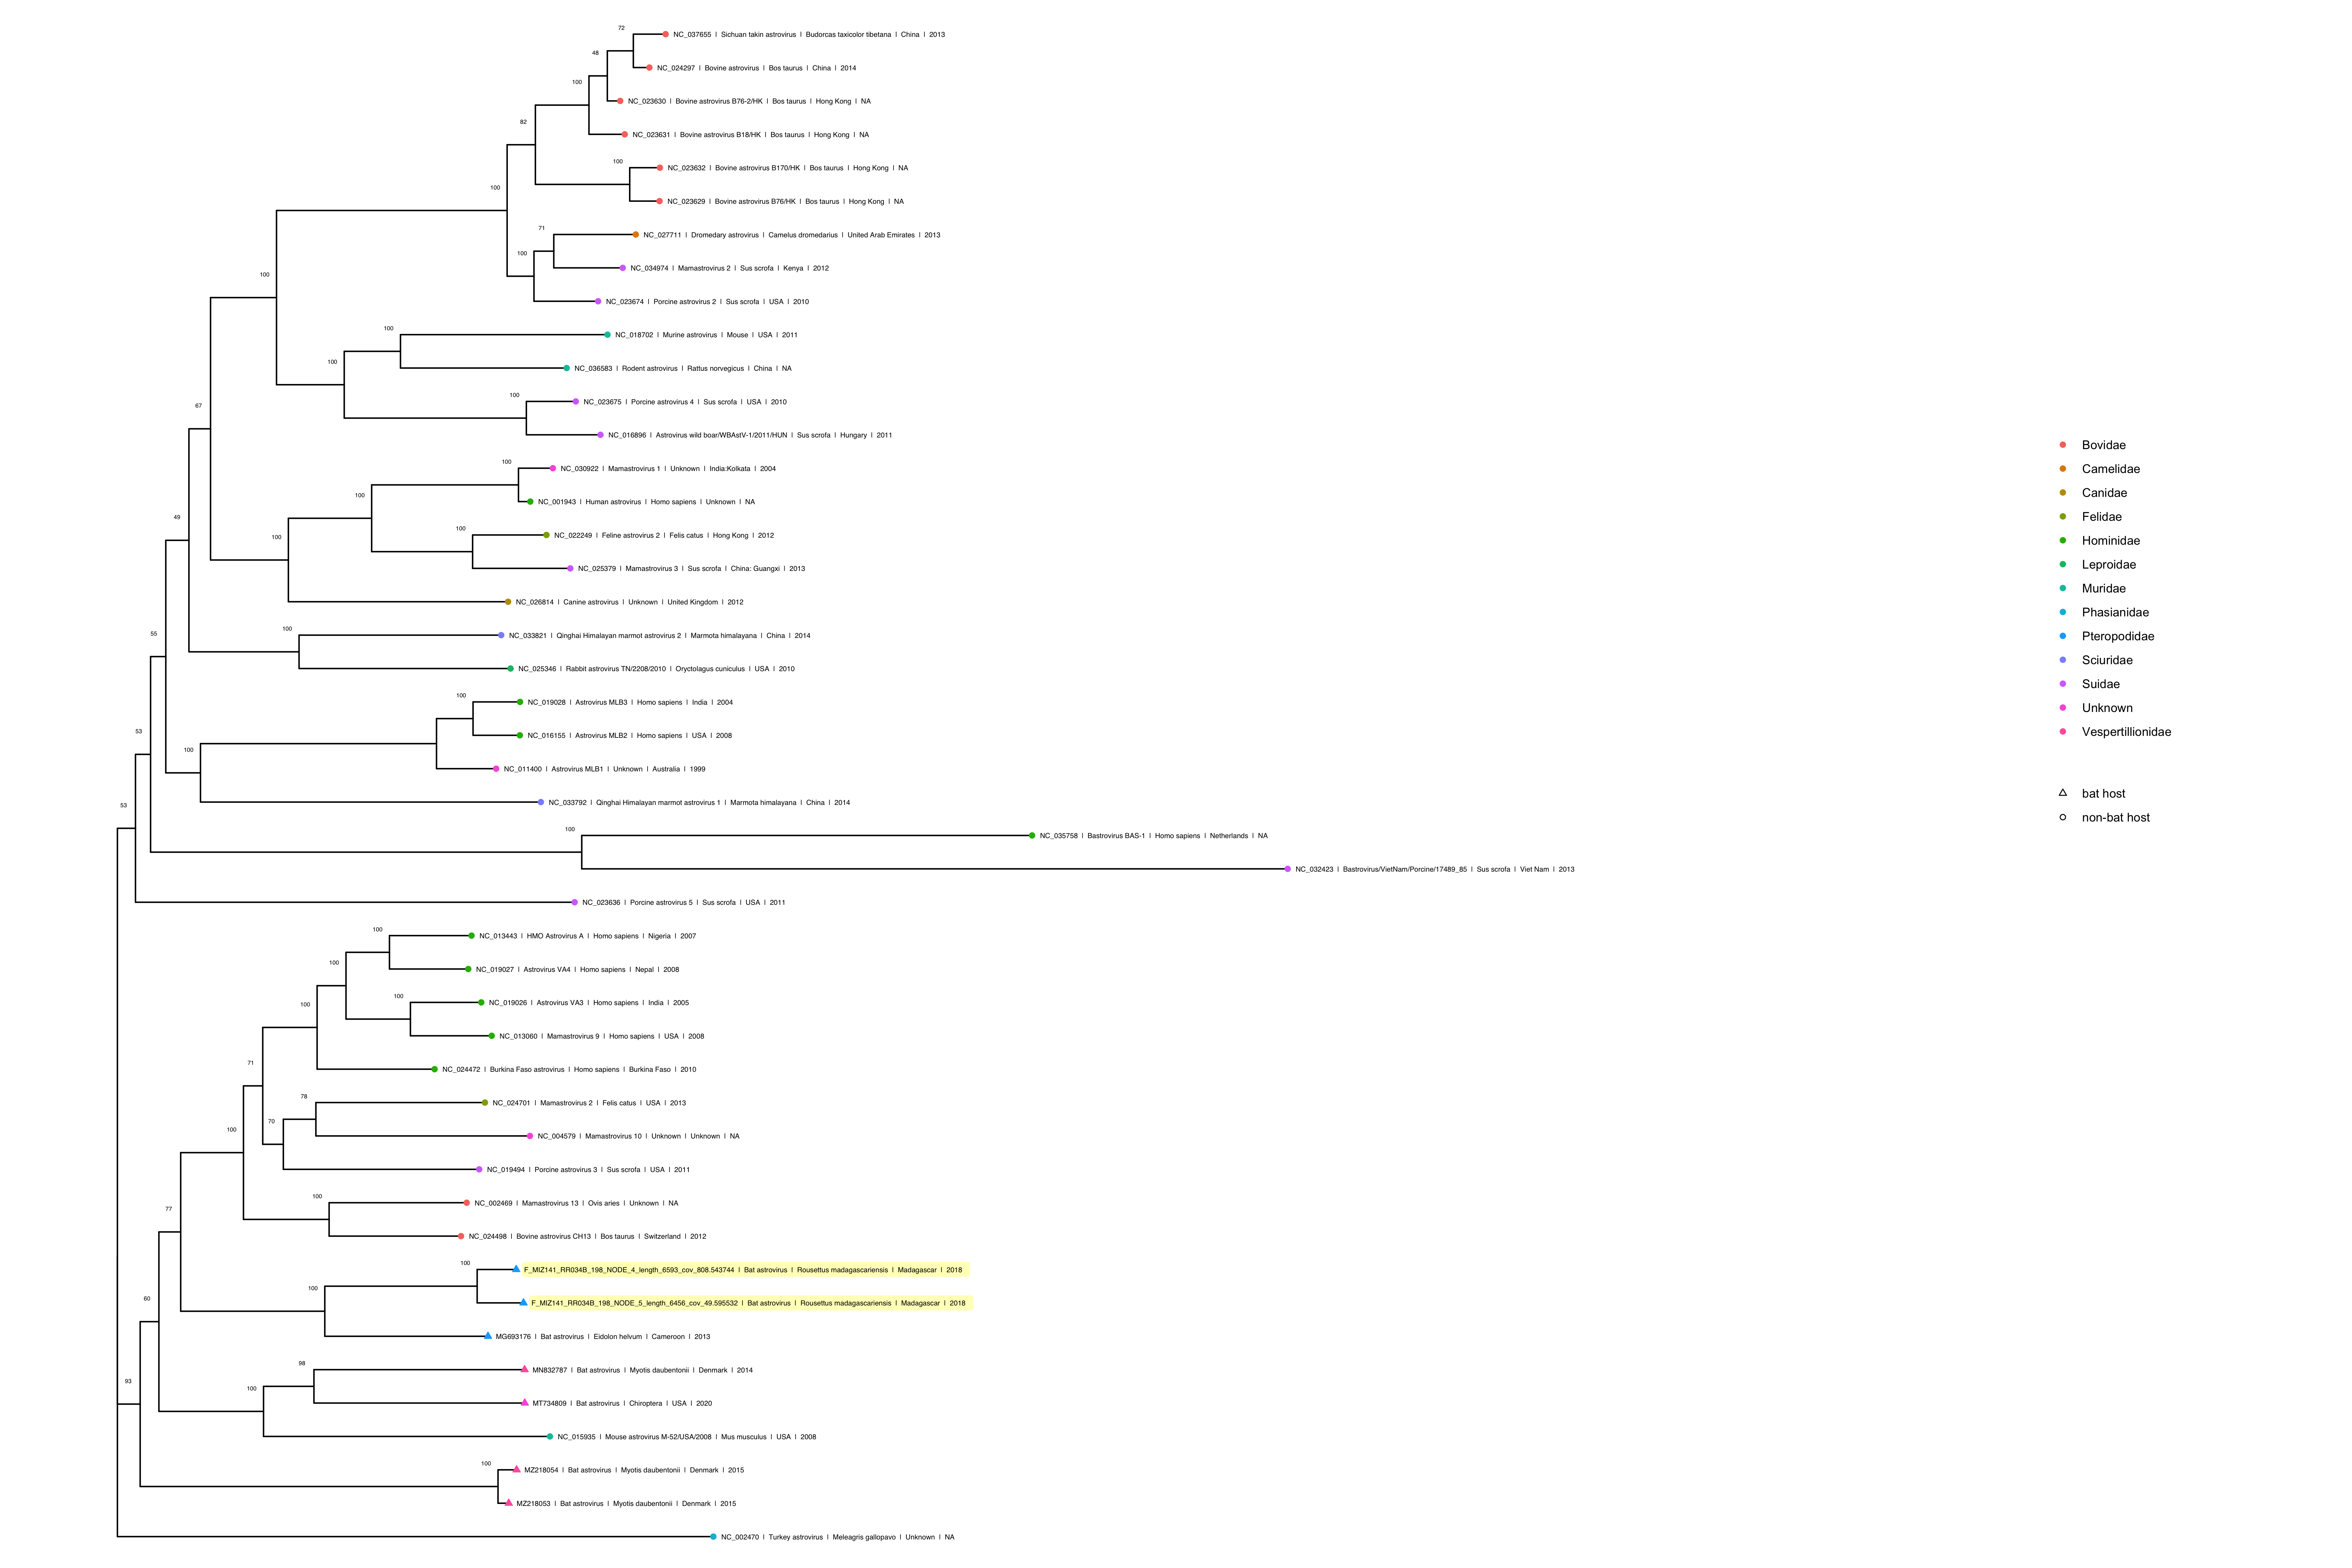 72
NC_037655 | Sichuan takin astrovirus | Budorcas taxicolor tibetana | China | 2013
48
NC_024297 | Bovine astrovirus | Bos taurus | China | 2014
100
NC_023630 | Bovine astrovirus B76-2/HK | Bos taurus | Hong Kong | NA
82
NC_023631 | Bovine astrovirus B18/HK | Bos taurus | Hong Kong | NA
100
NC_023632 | Bovine astrovirus B170/HK | Bos taurus | Hong Kong | NA
100
NC_023629 | Bovine astrovirus B76/HK | Bos taurus | Hong Kong | NA
71
NC_027711 | Dromedary astrovirus | Camelus dromedarius | United Arab Emirates | 2013
100
NC_034974 | Mamastrovirus 2 | Sus scrofa | Kenya | 2012
100
NC_023674 | Porcine astrovirus 2 | Sus scrofa | USA | 2010
100
NC_018702 | Murine astrovirus | Mouse | USA | 2011
100
NC_036583 | Rodent astrovirus | Rattus norvegicus | China | NA
100
NC_023675 | Porcine astrovirus 4 | Sus scrofa | USA | 2010
67
NC_016896 | Astrovirus wild boar/WBAstV-1/2011/HUN | Sus scrofa | Hungary | 2011
100
NC_030922 | Mamastrovirus 1 | Unknown | India:Kolkata | 2004
100
NC_001943 | Human astrovirus | Homo sapiens | Unknown | NA
49
100
NC_022249 | Feline astrovirus 2 | Felis catus | Hong Kong | 2012
100
NC_025379 | Mamastrovirus 3 | Sus scrofa | China: Guangxi | 2013
NC_026814 | Canine astrovirus | Unknown | United Kingdom | 2012
55
100
NC_033821 | Qinghai Himalayan marmot astrovirus 2 | Marmota himalayana | China | 2014
NC_025346 | Rabbit astrovirus TN/2208/2010 | Oryctolagus cuniculus | USA | 2010
100
NC_019028 | Astrovirus MLB3 | Homo sapiens | India | 2004
53
NC_016155 | Astrovirus MLB2 | Homo sapiens | USA | 2008
100
NC_011400 | Astrovirus MLB1 | Unknown | Australia | 1999
53
NC_033792 | Qinghai Himalayan marmot astrovirus 1 | Marmota himalayana | China | 2014
100
NC_035758 | Bastrovirus BAS-1 | Homo sapiens | Netherlands | NA
NC_032423 | Bastrovirus/VietNam/Porcine/17489_85 | Sus scrofa | Viet Nam | 2013
NC_023636 | Porcine astrovirus 5 | Sus scrofa | USA | 2011
100
NC_013443 | HMO Astrovirus A | Homo sapiens | Nigeria | 2007
100
NC_019027 | Astrovirus VA4 | Homo sapiens | Nepal | 2008
100
100
NC_019026 | Astrovirus VA3 | Homo sapiens | India | 2005
NC_013060 | Mamastrovirus 9 | Homo sapiens | USA | 2008
71
NC_024472 | Burkina Faso astrovirus | Homo sapiens | Burkina Faso | 2010
78
NC_024701 | Mamastrovirus 2 | Felis catus | USA | 2013
70
100
NC_004579 | Mamastrovirus 10 | Unknown | Unknown | NA
NC_019494 | Porcine astrovirus 3 | Sus scrofa | USA | 2011
100
NC_002469 | Mamastrovirus 13 | Ovis aries | Unknown | NA
77
NC_024498 | Bovine astrovirus CH13 | Bos taurus | Switzerland | 2012
100
F_MIZ141_RR034B_198_NODE_4_length_6593_cov_808.543744 | Bat astrovirus | Rousettus madagascariensis | Madagascar | 2018
100
60
F_MIZ141_RR034B_198_NODE_5_length_6456_cov_49.595532 | Bat astrovirus | Rousettus madagascariensis | Madagascar | 2018
MG693176 | Bat astrovirus | Eidolon helvum | Cameroon | 2013
98
MN832787 | Bat astrovirus | Myotis daubentonii | Denmark | 2014
93
100
MT734809 | Bat astrovirus | Chiroptera | USA | 2020
NC_015935 | Mouse astrovirus M-52/USA/2008 | Mus musculus | USA | 2008
100
MZ218054 | Bat astrovirus | Myotis daubentonii | Denmark | 2015
MZ218053 | Bat astrovirus | Myotis daubentonii | Denmark | 2015
NC_002470 | Turkey astrovirus | Meleagris gallopavo | Unknown | NA
Bovidae
Camelidae
Canidae
Felidae
Hominidae
Leproidae
Muridae
Phasianidae
Pteropodidae
Sciuridae
Suidae
Unknown
Vespertillionidae
bat host
non-bat host